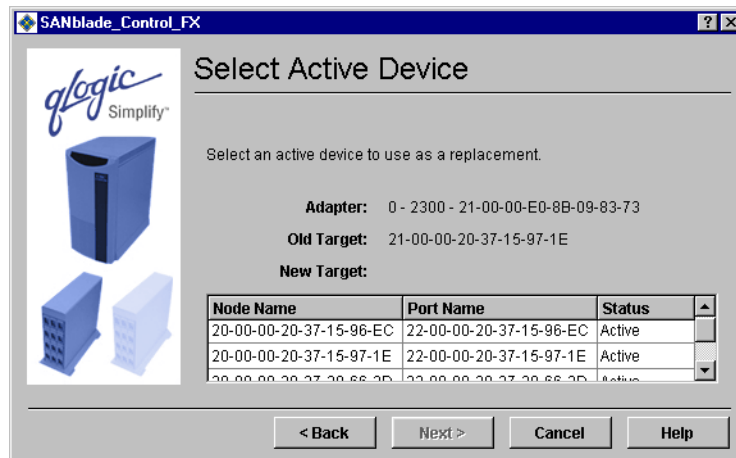 SANblade_Control_FX
qlogic
Simplify™
Select Active Device
Select an active device to use as a replacement.
Adapter: 0 - 2300 - 21-00-00-E0-8B-09-83-73
Old Target: 21-00-00-20-37-15-97-1E
New Target:
Node Name Port Name Status
20-00-00-20-37-15-96-EC 22-00-00-20-37-15-96-EC Active
20-00-00-20-37-15-97-1E 22-00-00-20-37-15-97-1E Active
< Back Next > Cancel Help